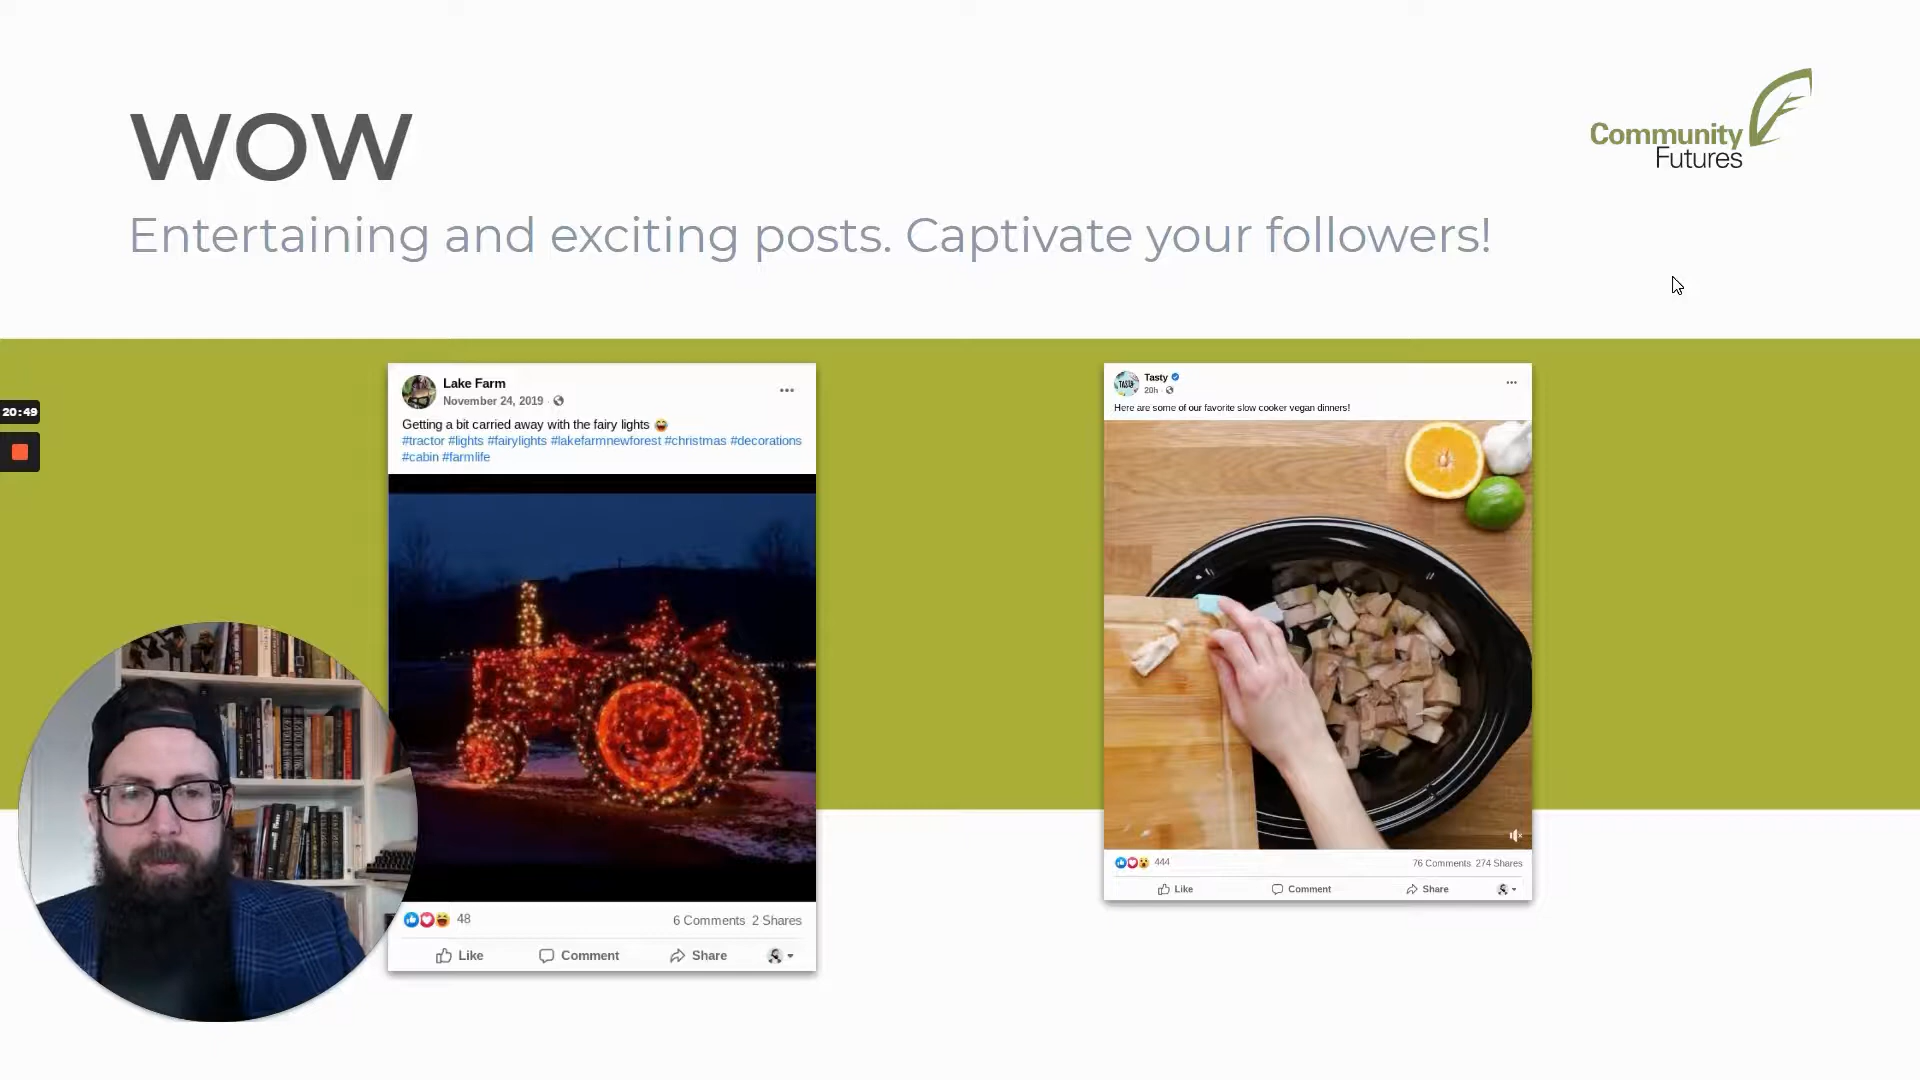 WOW
Entertaining and exciting posts. Captivate your followers!
Community
Futures
20:49
Lake Farm
November 24, 2019 ·
Getting a bit carried away with the fairy lights
#tractor #lights #fairylights #lakefarmnewforest #christmas #decorations
#cabin #farmlife
48
6 Comments 2 Shares
Like Comment Share
TASTY
Tasty
20h ·
Here are some of our favorite slow cooker vegan dinners!
444
76 Comments 274 Shares
Like Comment Share